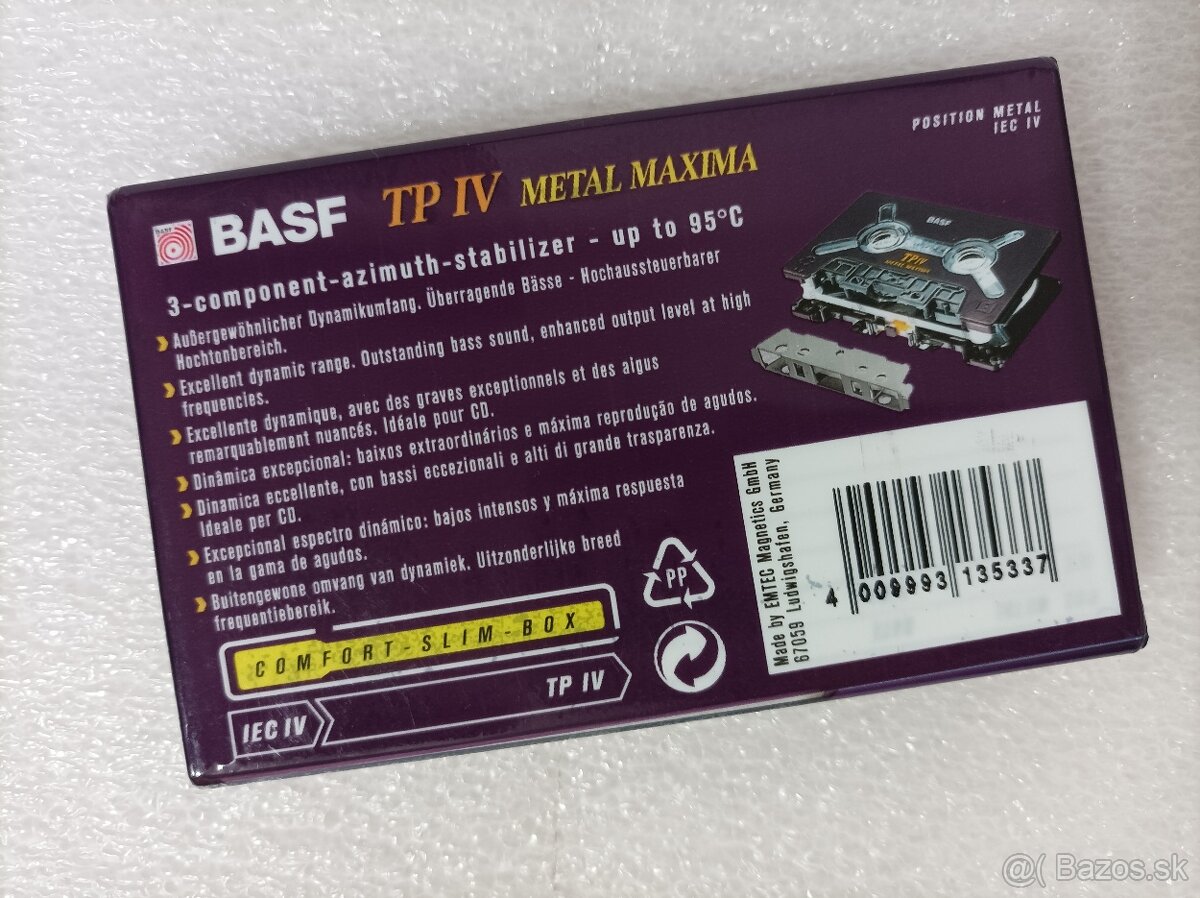 POSITION METAL
IEC IV
BASF TP IV METAL MAXIMA
3-component-azimuth-stabilizer - up to 95°C
Außergewöhnlicher Dynamikumfang. Überragende Bässe - Hochaussteuerbarer
Hochtonbereich.
Excellent dynamic range. Outstanding bass sound, enhanced output level at high
frequencies.
Excellente dynamique, avec des graves exceptionnels et des aigus
remarquablement nuancés. Idéale pour CD.
Dinâmica excepcional: baixos extraordinários e máxima reprodução de agudos.
Dinamica eccellente, con bassi eccezionali e alti di grande trasparenza.
Ideale per CD.
Excepcional espectro dinámico: bajos intensos y máxima respuesta
en la gama de agudos.
Buitengewone omvang van dynamiek. Uitzonderlijke breed
frequentiebereik.
COMFORT-SLIM-BOX
IEC IV
TP IV
PP
BASF
TP IV
METAL MAXIMA
Made by EMTEC Magnetics GmbH
67059 Ludwigshafen, Germany
4 009993 135337
@( Bazos.sk